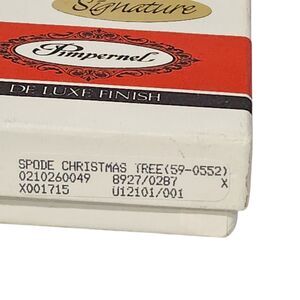 Signature
Pimpernel
DE LUXE FINISH
SPODE CHRISTMAS TREE(59-0552)
0210260049 8927/0287 X
X001715 U12101/001